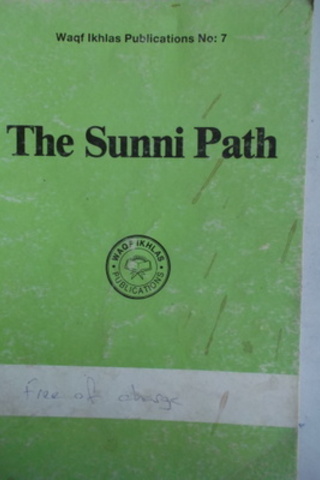 Waqf Ikhlas Publications No: 7
The Sunni Path
WAQF IKHLAS
PUBLICATIONS
Free of charge